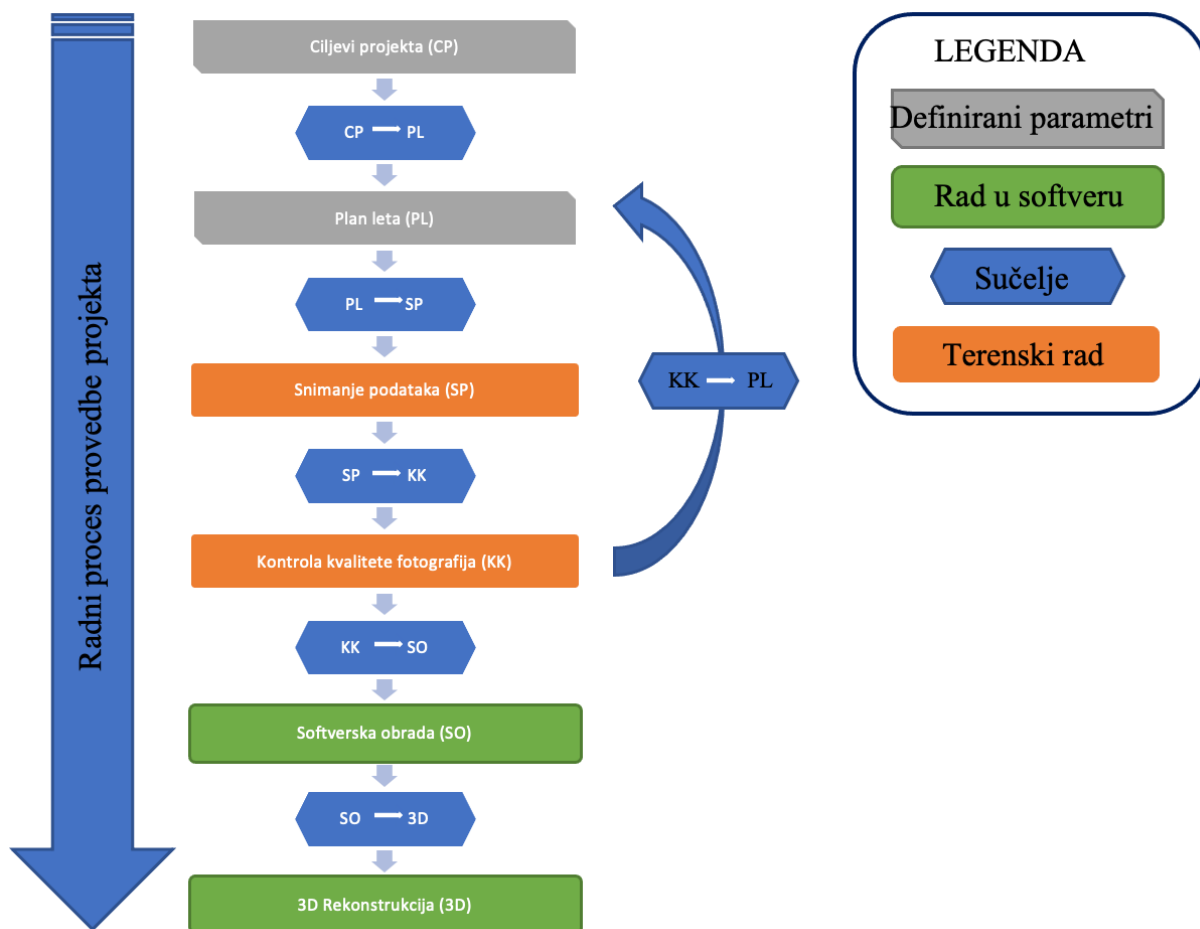 Radni proces provedbe projekta
Ciljevi projekta (CP)
CP PL
Plan leta (PL)
PL SP
Snimanje podataka (SP)
SP KK
Kontrola kvalitete fotografija (KK)
KK SO
Softverska obrada (SO)
SO 3D
3D Rekonstrukcija (3D)
KK PL
LEGENDA
Definirani parametri
Rad u softveru
Sučelje
Terenski rad